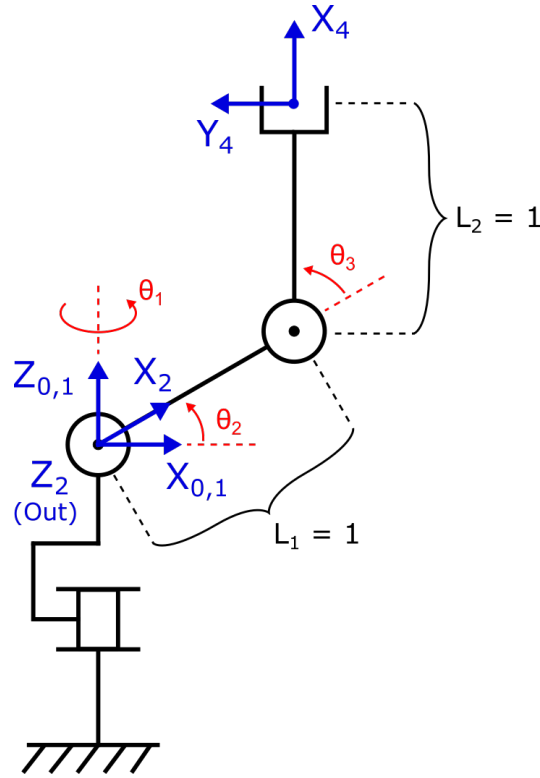 X₄
Y₄
L₂ = 1
θ₃
θ₁
Z₀,₁
X₂
θ₂
Z₂
(Out)
X₀,₁
L₁ = 1